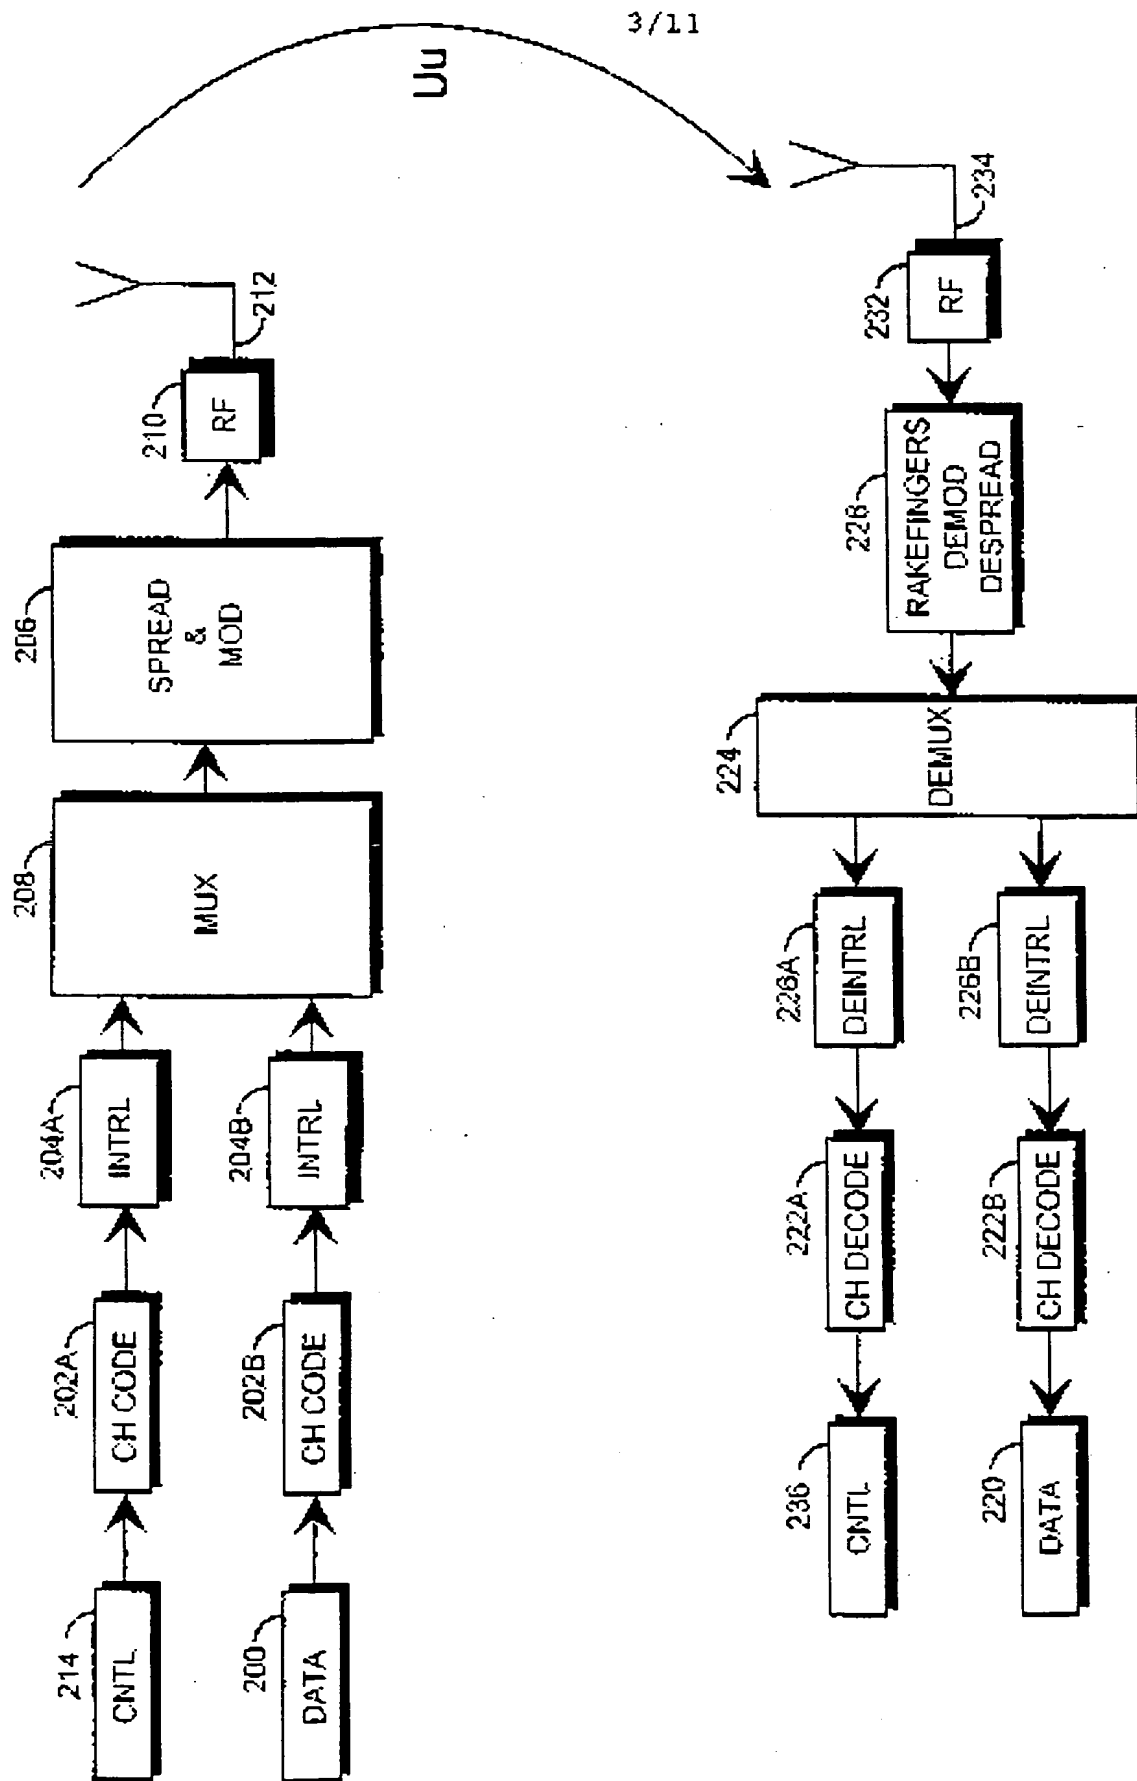 3/11
Uu
214
CNTL
202A
CH CODE
204A
INTRL
200
DATA
202B
CH CODE
204B
INTRL
208
MUX
206
SPREAD
&
MOD
210
RF
212
236
CNTL
222A
CH DECODE
226A
DEINTRL
220
DATA
222B
CH DECODE
226B
DEINTRL
224
DEMUX
228
RAKEFINGERS
DEMOD
DESPREAD
232
RF
234